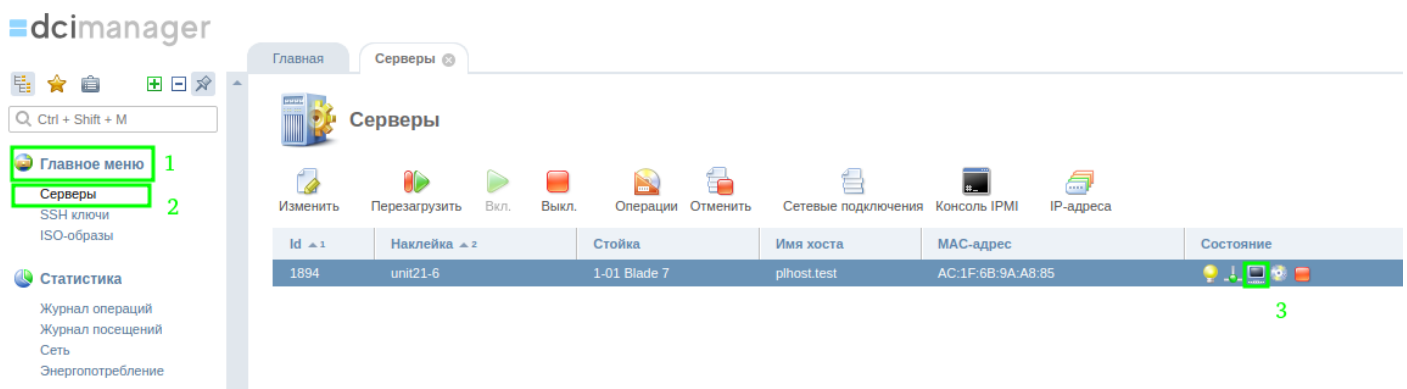 dcimanager
Главная Серверы
Ctrl + Shift + M
Серверы
Главное меню 1
Серверы 2
SSH ключи
ISO-образы
Статистика
Журнал операций
Журнал посещений
Сеть
Энергопотребление
Изменить Перезагрузить Вкл. Выкл. Операции Отменить Сетевые подключения Консоль IPMI IP-адреса
Id 1 Наклейка 2 Стойка Имя хоста MAC-адрес Состояние
1894 unit21-6 1-01 Blade 7 plhost.test AC:1F:6B:9A:A8:85
3